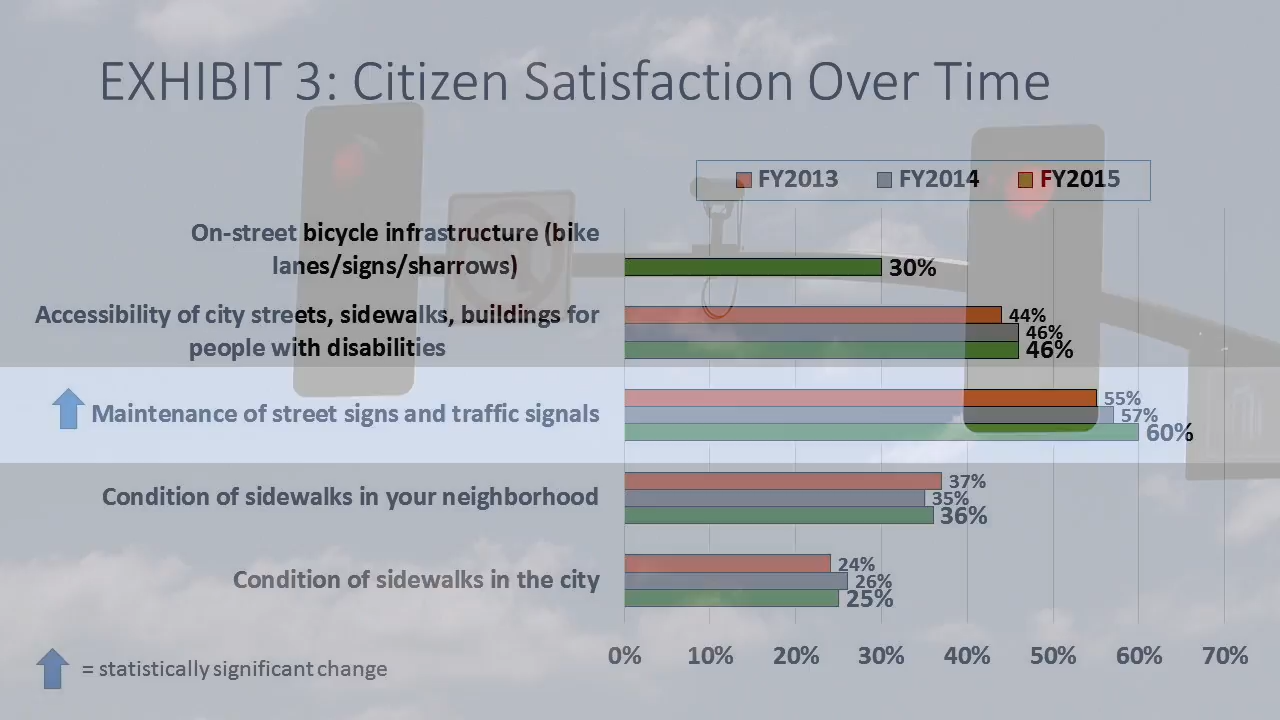 EXHIBIT 3: Citizen Satisfaction Over Time
FY2013 FY2014 FY2015
On-street bicycle infrastructure (bike
lanes/signs/sharrows)
30%
Accessibility of city streets, sidewalks, buildings for
people with disabilities
44%
46%
46%
Maintenance of street signs and traffic signals
55%
57%
60%
Condition of sidewalks in your neighborhood
37%
35%
36%
Condition of sidewalks in the city
24%
26%
25%
0% 10% 20% 30% 40% 50% 60% 70%
= statistically significant change